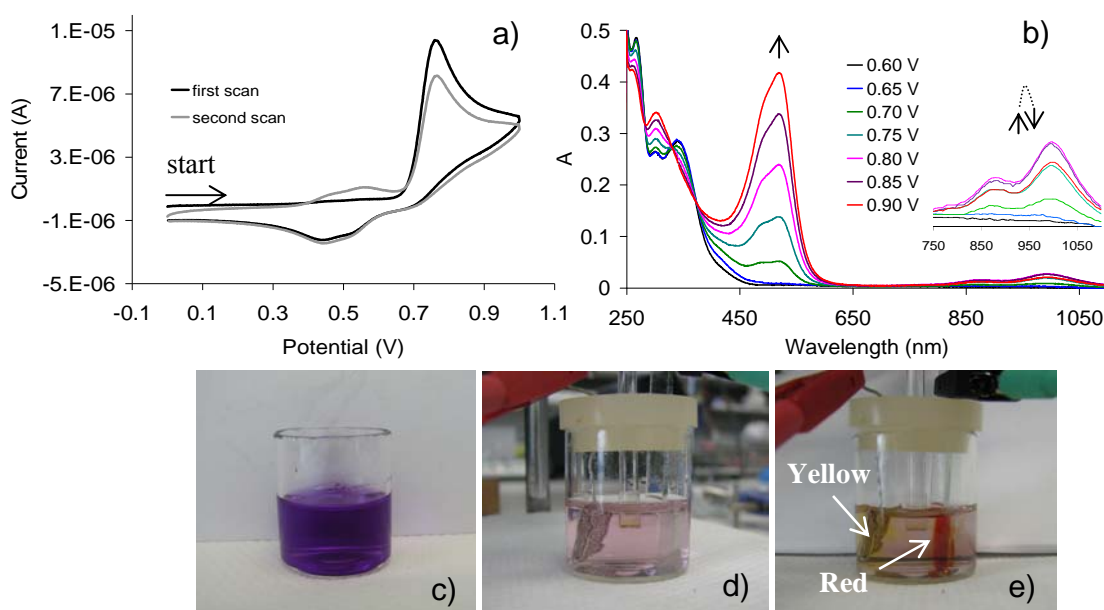 a)
1.E-05
7.E-06
3.E-06
-1.E-06
-5.E-06
Current (A)
first scan
second scan
start
-0.1 0.1 0.3 0.5 0.7 0.9 1.1
Potential (V)
b)
0.5
0.4
0.3
0.2
0.1
0
A
0.60 V
0.65 V
0.70 V
0.75 V
0.80 V
0.85 V
0.90 V
750 850 950 1050
250 450 650 850 1050
Wavelength (nm)
c)
d)
Yellow
Red
e)